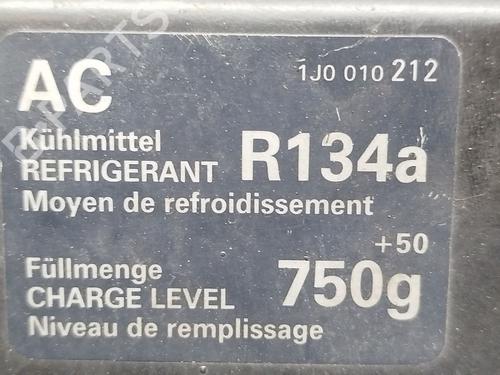 AC
1J0 010 212
Kühlmittel
REFRIGERANT R134a
Moyen de refroidissement
+50
Füllmenge
CHARGE LEVEL 750g
Niveau de remplissage